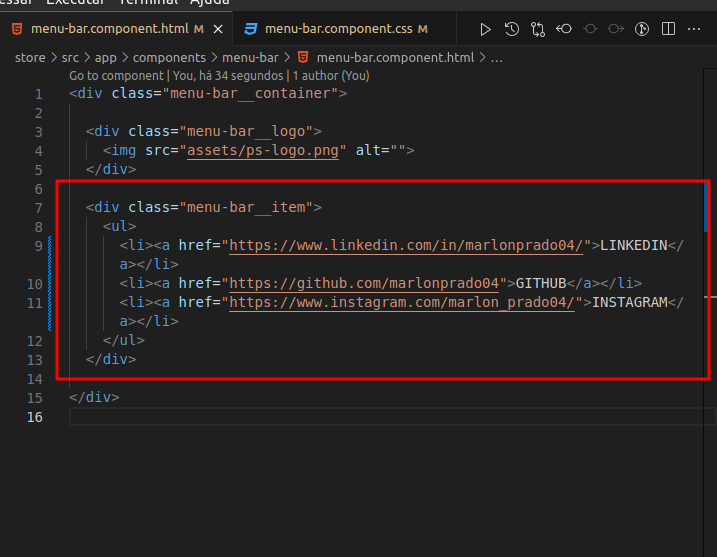 essar Executar Terminal Ajuda
menu-bar.component.html M × menu-bar.component.css M
store > src > app > components > menu-bar > menu-bar.component.html > ...
Go to component | You, há 34 segundos | 1 author (You)
1 <div class="menu-bar__container">
2
3 <div class="menu-bar__logo">
4 <img src="assets/ps-logo.png" alt="">
5 </div>
6
7 <div class="menu-bar__item">
8 <ul>
9 <li><a href="https://www.linkedin.com/in/marlonprado04/">LINKEDIN</
a></li>
10 <li><a href="https://github.com/marlonprado04">GITHUB</a></li>
11 <li><a href="https://www.instagram.com/marlon_prado04/">INSTAGRAM</
a></li>
12 </ul>
13 </div>
14
15 </div>
16